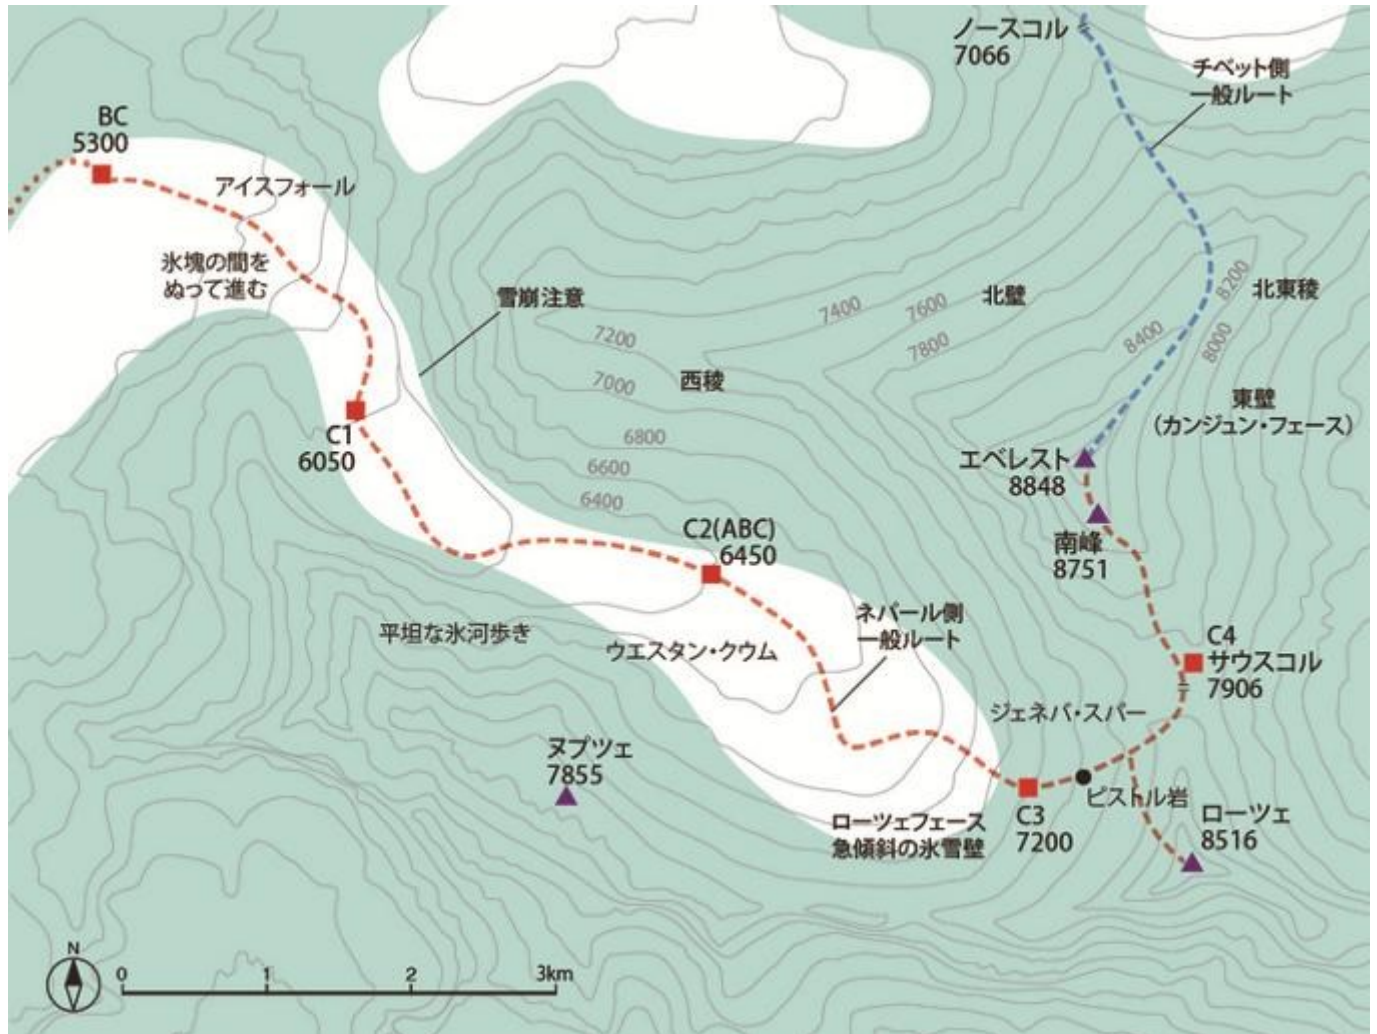 ノースコル
7066
チベット側
一般ルート
BC
5300
アイスフォール
氷塊の間を
ぬって進む
雪崩注意
7400
7600
北壁
8200
北東稜
7200
7800
8400
8000
7000
西稜
東壁
(カンジュン・フェース)
C1
6050
6800
6600
6400
エベレスト
8848
C2(ABC)
6450
南峰
8751
平坦な氷河歩き
ウエスタン・クウム
ネパール側
一般ルート
C4
サウスコル
7906
ジェネバ・スパー
ヌプツェ
7855
ピストル岩
ローツェフェース
急傾斜の氷雪壁
C3
7200
ローツェ
8516
N
0 1 2 3km